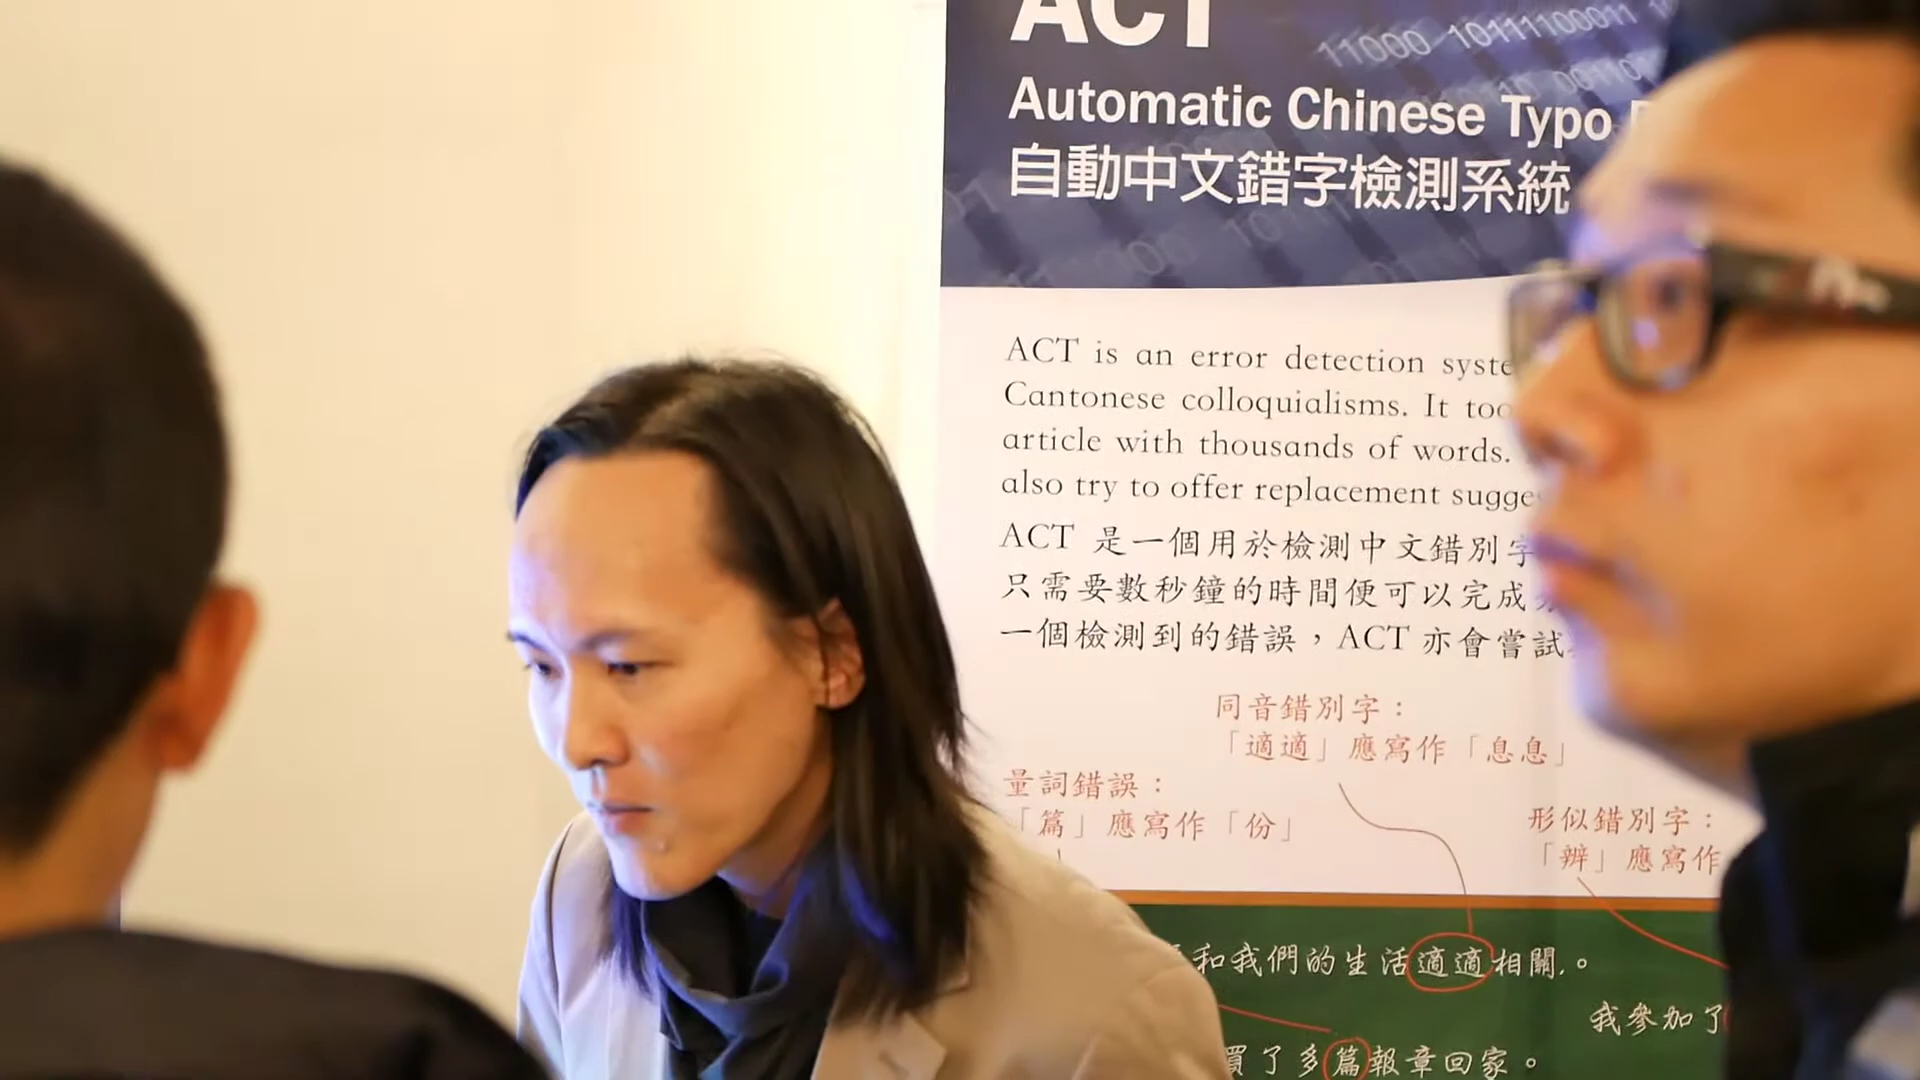 ACT
Automatic Chinese Typo
自動中文錯字檢測系統
ACT is an error detection
Cantonese colloquialisms. It
article with thousands of words.
also try to offer replacement
ACT 是一個用於檢測中文錯別字
只需要數秒鐘的時間便可以完成
一個檢測到的錯誤，ACT 亦會嘗試
同音錯別字：
「適適」應寫作「息息」
量詞錯誤：
「篇」應寫作「份」
形似錯別字：
「辨」應寫作
和我們的生活適適相關.。
我參加了
買了多篇報章回家。